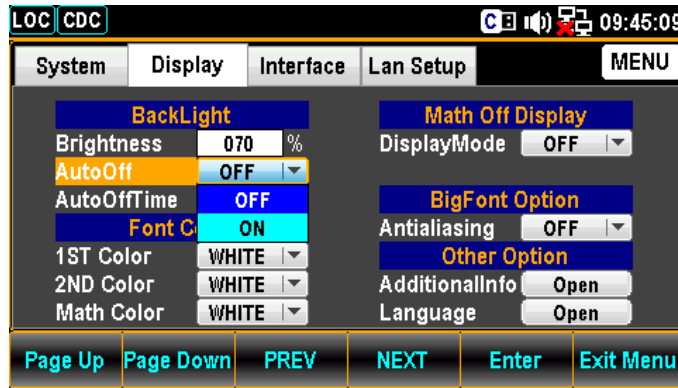 LOC CDC C 09:45:09
System Display Interface Lan Setup MENU
BackLight
Brightness 070 %
AutoOff OFF
AutoOffTime OFF
ON
Font C
1ST Color WHITE
2ND Color WHITE
Math Color WHITE
Math Off Display
DisplayMode OFF
BigFont Option
Antialiasing OFF
Other Option
AdditionalInfo Open
Language Open
Page Up Page Down PREV NEXT Enter Exit Menu